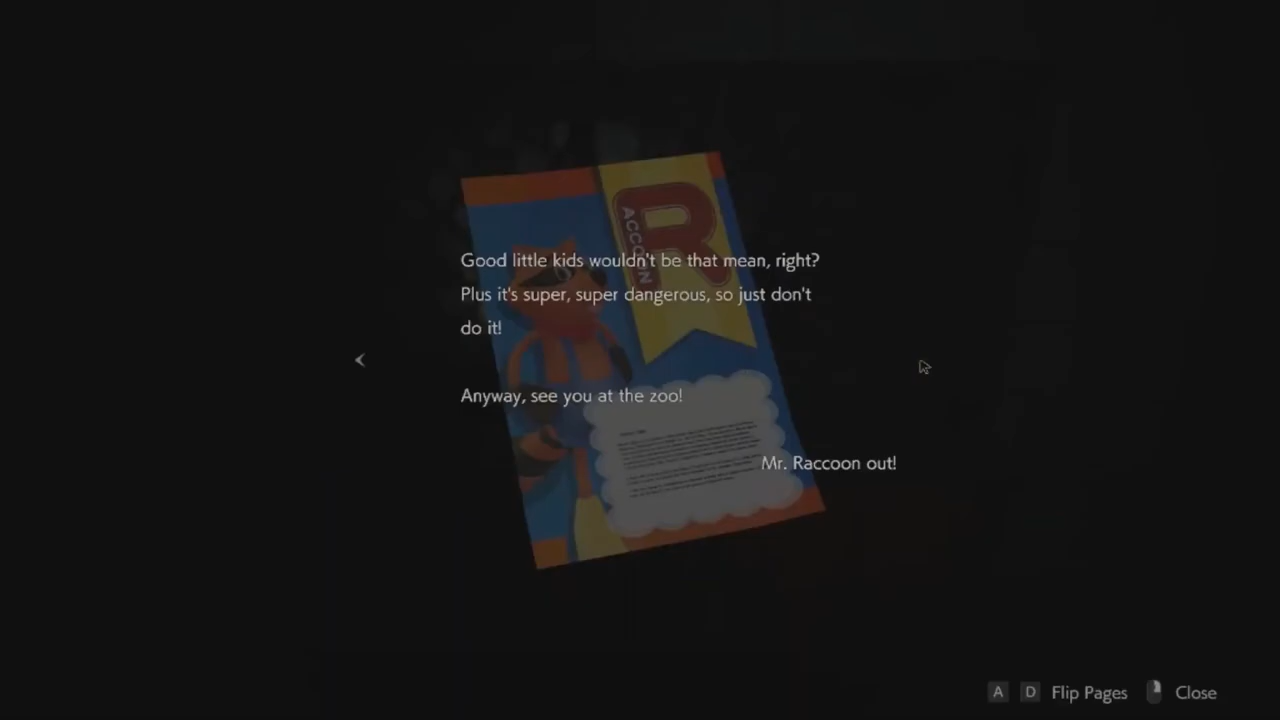 R
ACCOON
Good little kids wouldn't be that mean, right?
Plus it's super, super dangerous, so just don't
do it!
Anyway, see you at the zoo!
Mr. Raccoon out!
A D Flip Pages Close